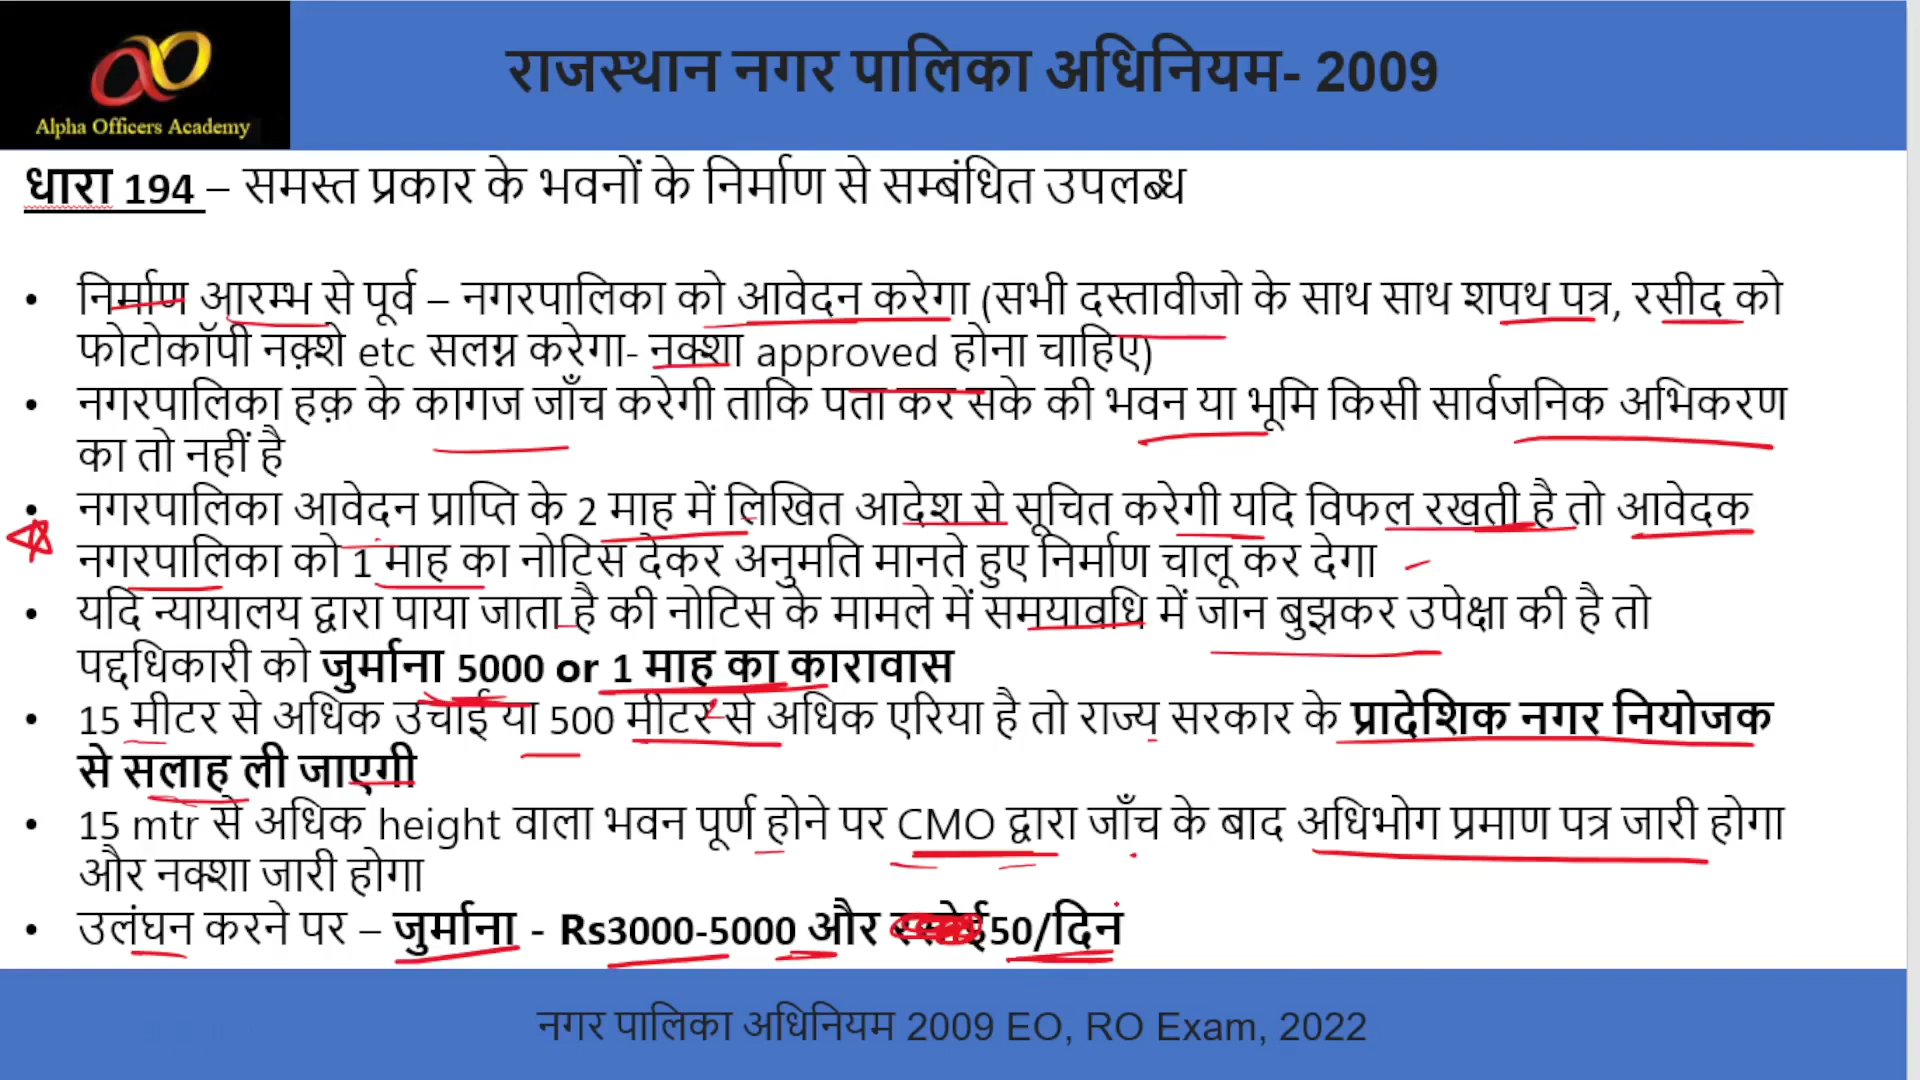 Alpha Officers Academy
राजस्थान नगर पालिका अधिनियम- 2009
धारा 194 – समस्त प्रकार के भवनों के निर्माण से सम्बंधित उपलब्ध
• निर्माण आरम्भ से पूर्व – नगरपालिका को आवेदन करेगा (सभी दस्तावीजो के साथ साथ शपथ पत्र, रसीद को
फोटोकॉपी नक़्शे etc सलग्न करेगा- नक्शा approved होना चाहिए)
• नगरपालिका हक़ के कागज जाँच करेगी ताकि पता कर सके की भवन या भूमि किसी सार्वजनिक अभिकरण
का तो नहीं है
• नगरपालिका आवेदन प्राप्ति के 2 माह में लिखित आदेश से सूचित करेगी यदि विफल रखती है तो आवेदक
नगरपालिका को 1 माह का नोटिस देकर अनुमति मानते हुए निर्माण चालू कर देगा
• यदि न्यायालय द्वारा पाया जाता है की नोटिस के मामले में समयावधि में जान बुझकर उपेक्षा की है तो
पद्दधिकारी को जुर्माना 5000 or 1 माह का कारावास
• 15 मीटर से अधिक उचाई या 500 मीटर से अधिक एरिया है तो राज्य सरकार के प्रादेशिक नगर नियोजक
से सलाह ली जाएगी
• 15 mtr से अधिक height वाला भवन पूर्ण होने पर CMO द्वारा जाँच के बाद अधिभोग प्रमाण पत्र जारी होगा
और नक्शा जारी होगा
• उलंघन करने पर – जुर्माना - Rs3000-5000 और 50/दिन
नगर पालिका अधिनियम 2009 EO, RO Exam, 2022